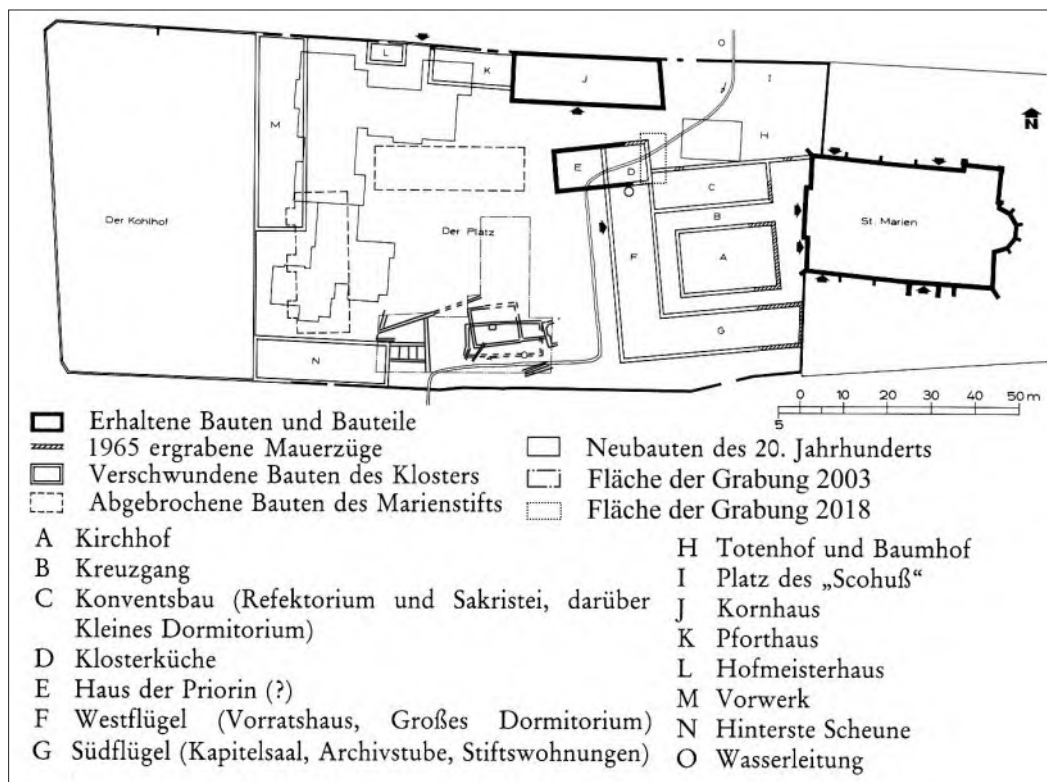 O
L
K
J
I
M
H
N
E
D
C
Der Kohlhof
Der Platz
B
St. Marien
F
A
G
N
0 10 20 30 40 50 m
5
Erhaltene Bauten und Bauteile
1965 ergrabene Mauerzüge
Verschwundene Bauten des Klosters
Abgebrochene Bauten des Marienstifts
Neubauten des 20. Jahrhunderts
Fläche der Grabung 2003
Fläche der Grabung 2018
A Kirchhof
B Kreuzgang
C Konventsbau (Refektorium und Sakristei, darüber
Kleines Dormitorium)
D Klosterküche
E Haus der Priorin (?)
F Westflügel (Vorratshaus, Großes Dormitorium)
G Südflügel (Kapitelsaal, Archivstube, Stiftswohnungen)
H Totenhof und Baumhof
I Platz des „Scohuß“
J Kornhaus
K Pforthaus
L Hofmeisterhaus
M Vorwerk
N Hinterste Scheune
O Wasserleitung